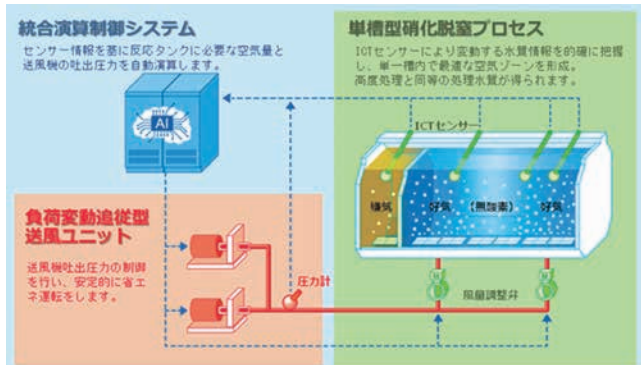 統合演算制御システム
センサー情報を基に反応タンクに必要な空気量と
送風機の吐出圧力を自動演算します。
AI
単槽型硝化脱窒プロセス
ICTセンサーにより変動する水質情報を的確に把握
し、単一槽内で最適な空気ゾーンを形成。
高度処理と同等の処理水質が得られます。
ICTセンサー
嫌気
好気
(無酸素)
好気
負荷変動追従型
送風ユニット
送風機吐出圧力の制御
を行い、安定的に省エ
ネ運転をします。
圧力計
風量調整弁